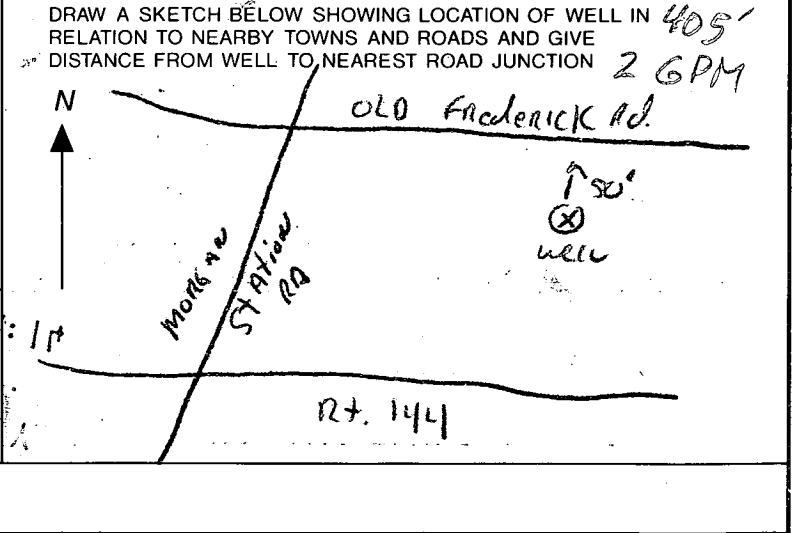 DRAW A SKETCH BELOW SHOWING LOCATION OF WELL IN 405'
RELATION TO NEARBY TOWNS AND ROADS AND GIVE
DISTANCE FROM WELL TO NEAREST ROAD JUNCTION 2 GPM
N
OLD FREDERICK Rd.
50'
well
MORGAN
STATION
RD
Rt. 144